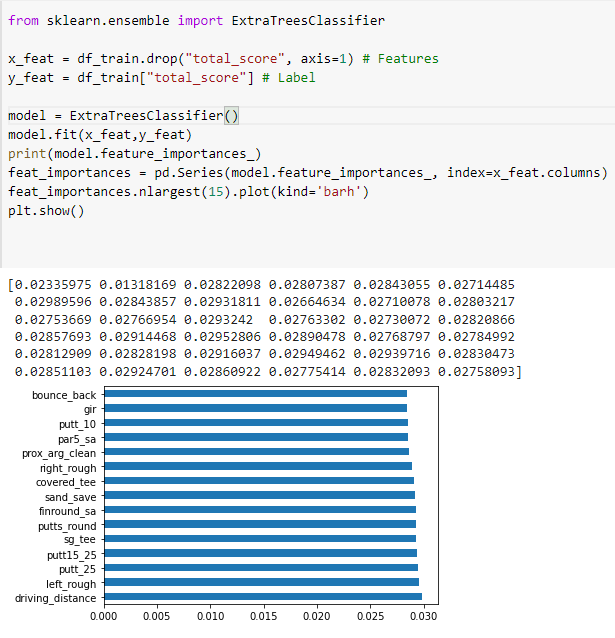 from sklearn.ensemble import ExtraTreesClassifier
x_feat = df_train.drop("total_score", axis=1) # Features
y_feat = df_train["total_score"] # Label
model = ExtraTreesClassifier()
model.fit(x_feat,y_feat)
print(model.feature_importances_)
feat_importances = pd.Series(model.feature_importances_, index=x_feat.columns)
feat_importances.nlargest(15).plot(kind='barh')
plt.show()
[0.02335975 0.01318169 0.02822098 0.02807387 0.02843055 0.02714485
0.02989596 0.02843857 0.02931811 0.02664634 0.02710078 0.02803217
0.02753669 0.02766954 0.0293242  0.02763302 0.02730072 0.02820866
0.02857693 0.02914468 0.02952806 0.02890478 0.02768797 0.02784992
0.02812909 0.02828198 0.02916037 0.02949462 0.02939716 0.02830473
0.02851103 0.02924701 0.02860922 0.02775414 0.02832093 0.02758093]
bounce_back
gir
putt_10
par5_sa
prox_arg_clean
right_rough
covered_tee
sand_save
finround_sa
putts_round
sg_tee
putt15_25
putt_25
left_rough
driving_distance
0.000 0.005 0.010 0.015 0.020 0.025 0.030